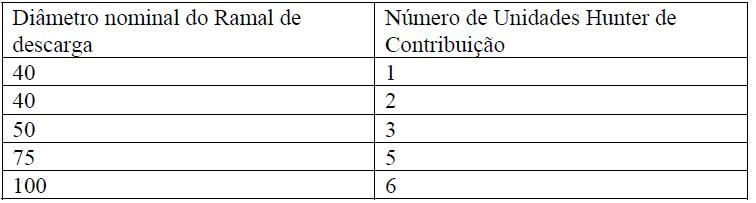 Diâmetro nominal do Ramal de descarga
Número de Unidades Hunter de Contribuição
40 1
40 2
50 3
75 5
100 6